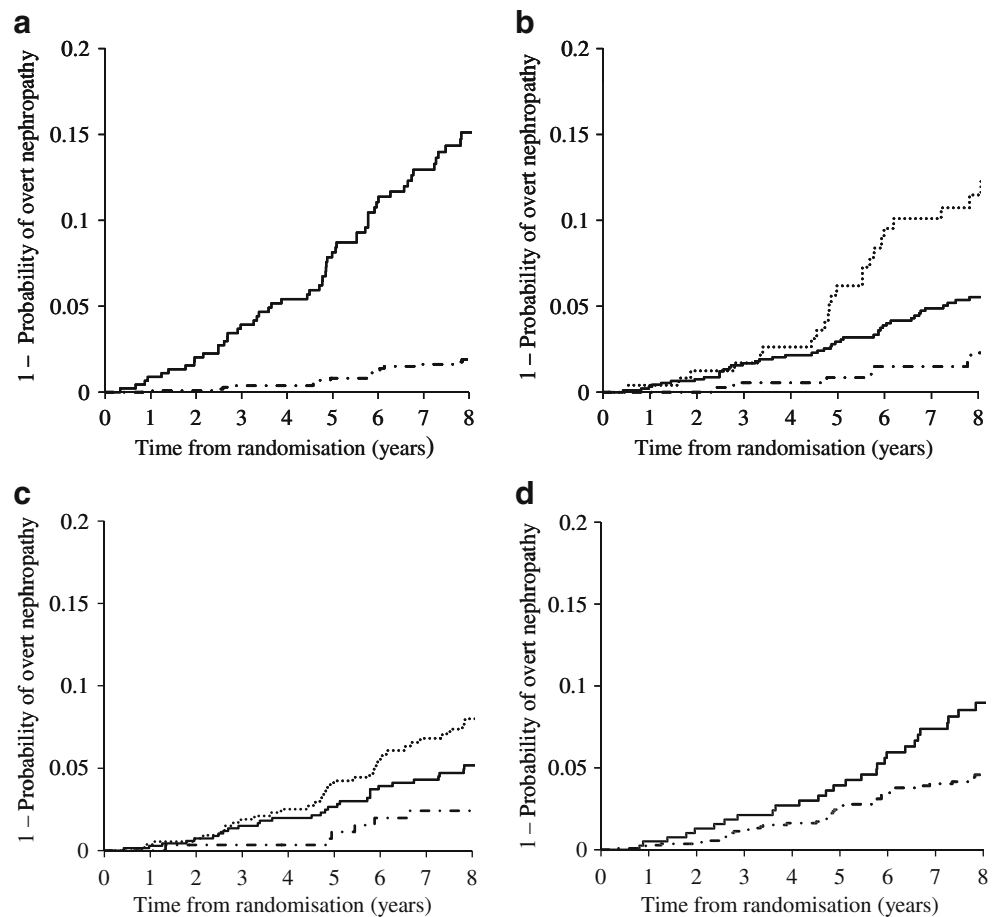 a
1 – Probability of overt nephropathy
0.2
0.15
0.1
0.05
0
0 1 2 3 4 5 6 7 8
Time from randomisation (years)
b
1 – Probability of overt nephropathy
0.2
0.15
0.1
0.05
0
0 1 2 3 4 5 6 7 8
Time from randomisation (years)
c
1 – Probability of overt nephropathy
0.2
0.15
0.1
0.05
0
0 1 2 3 4 5 6 7 8
Time from randomisation (years)
d
1 – Probability of overt nephropathy
0.2
0.15
0.1
0.05
0
0 1 2 3 4 5 6 7 8
Time from randomisation (years)